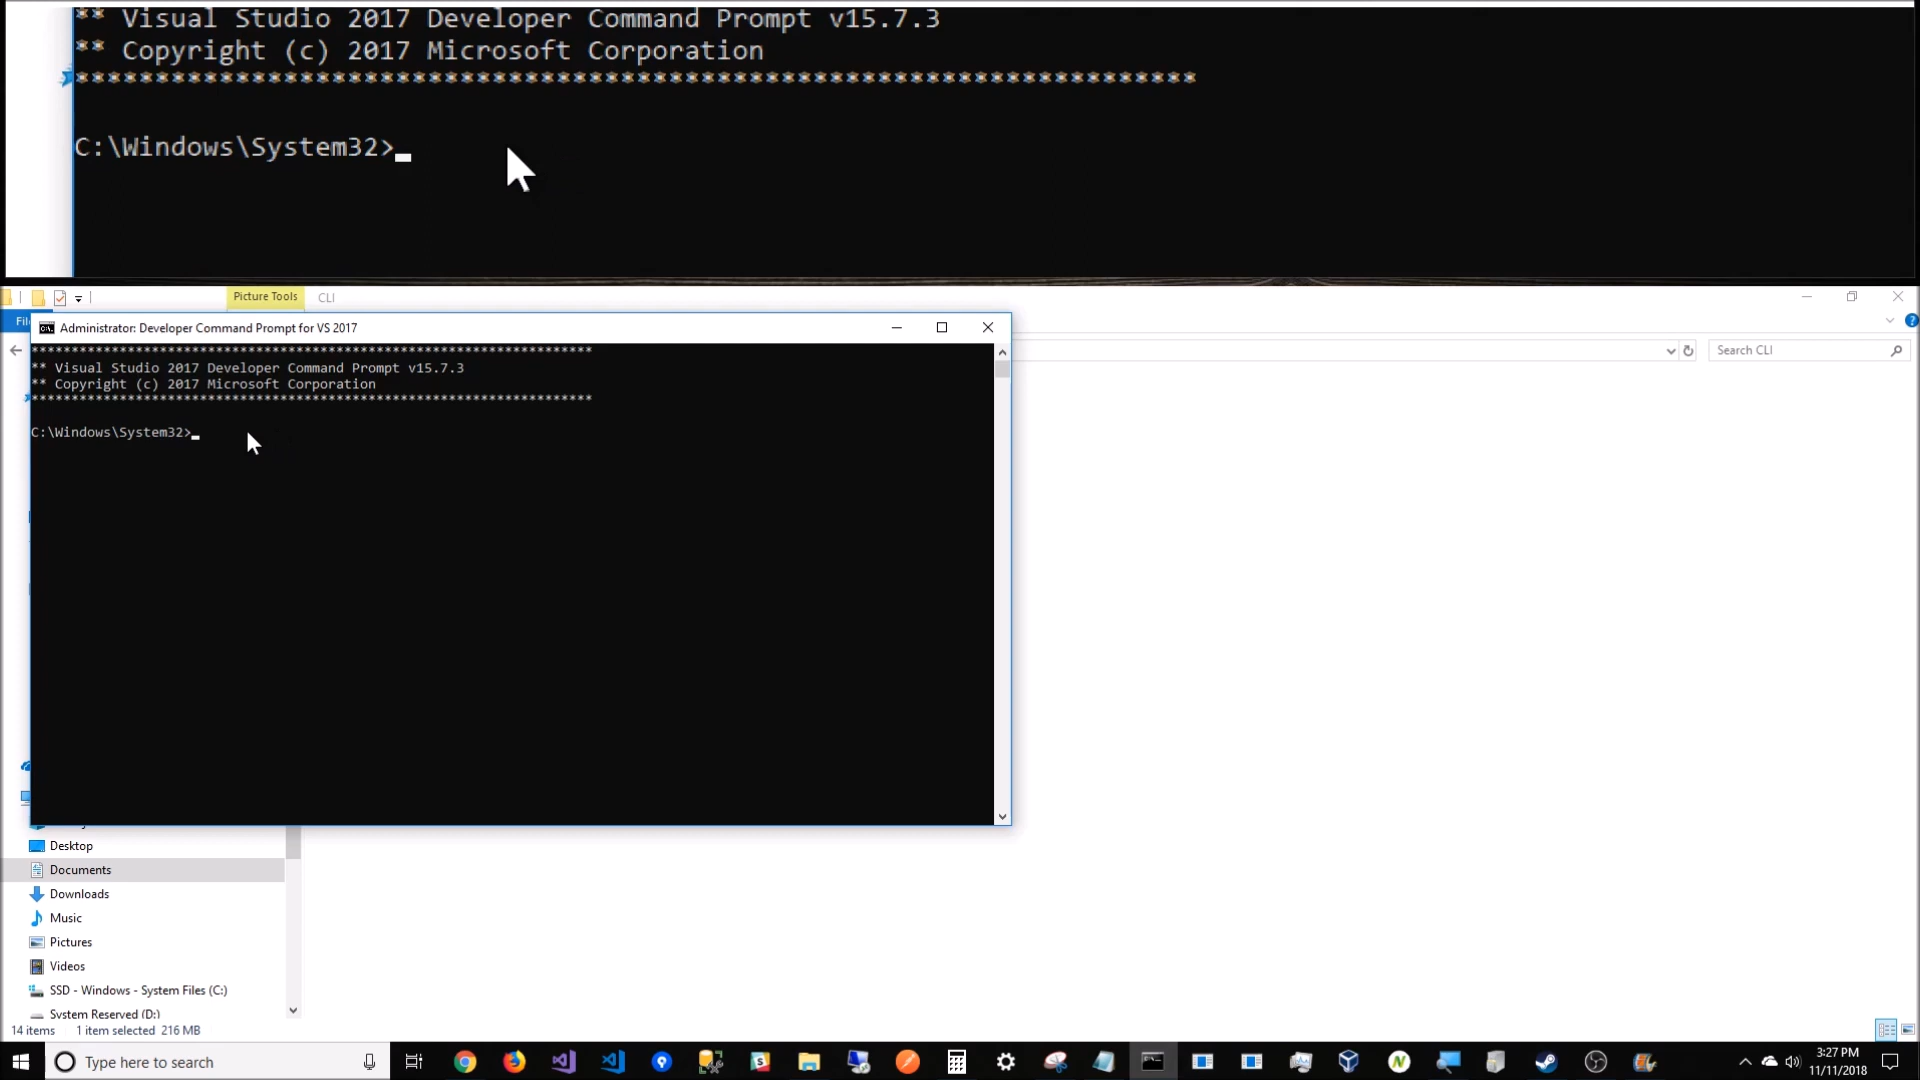 ** Visual Studio 2017 Developer Command Prompt v15.7.3
** Copyright (c) 2017 Microsoft Corporation
**********************************************************************
C:\Windows\System32>
Picture Tools
CLI
Fil
Administrator: Developer Command Prompt for VS 2017
Search CLI
**********************************************************************
** Visual Studio 2017 Developer Command Prompt v15.7.3
** Copyright (c) 2017 Microsoft Corporation
**********************************************************************
C:\Windows\System32>
Desktop
Documents
Downloads
Music
Pictures
Videos
SSD - Windows - System Files (C:)
System Reserved (D:)
14 items 1 item selected 216 MB
Type here to search
3:27 PM
11/11/2018